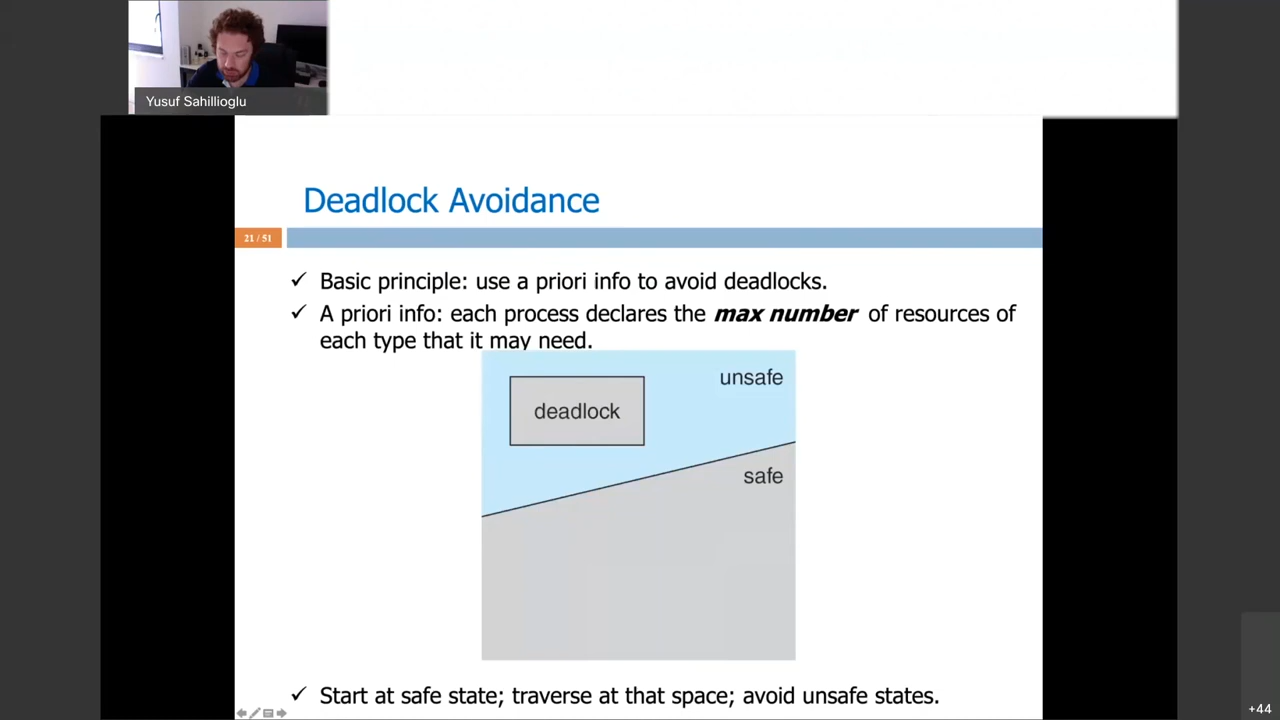 Yusuf Sahillioglu
Deadlock Avoidance
21 / 51
✓ Basic principle: use a priori info to avoid deadlocks.
✓ A priori info: each process declares the max number of resources of
each type that it may need.
unsafe
deadlock
safe
✓ Start at safe state; traverse at that space; avoid unsafe states.
+44